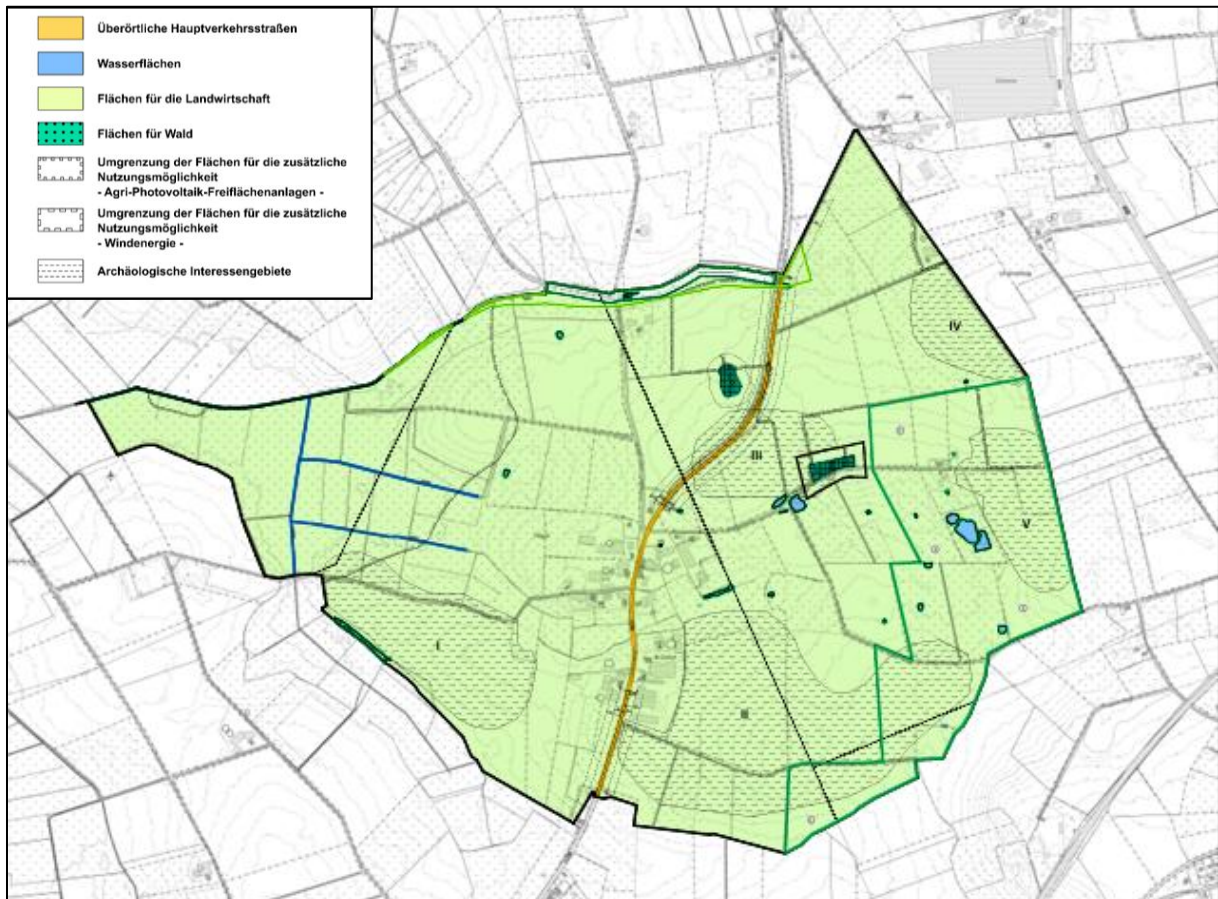 Überörtliche Hauptverkehrsstraßen
Wasserflächen
Flächen für die Landwirtschaft
Flächen für Wald
Umgrenzung der Flächen für die zusätzliche
Nutzungsmöglichkeit
- Agri-Photovoltaik-Freiflächenanlagen -
Umgrenzung der Flächen für die zusätzliche
Nutzungsmöglichkeit
- Windenergie -
Archäologische Interessengebiete
IV
III
V
I
II